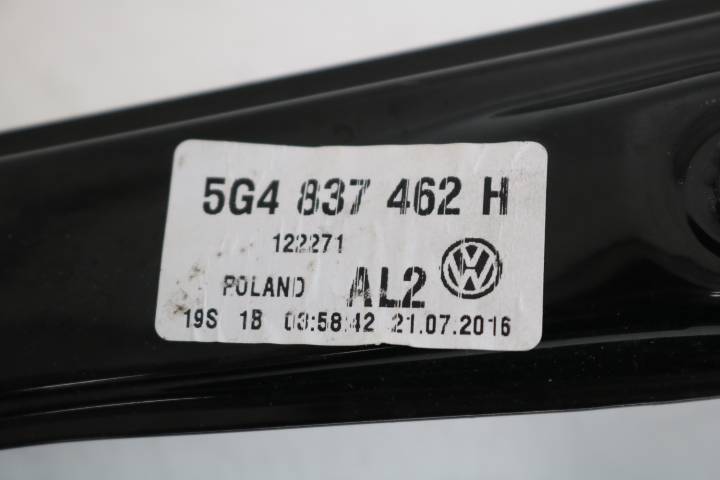 5G4 837 462 H
122271
POLAND AL2
19S 1B 03:58:42 21.07.2016